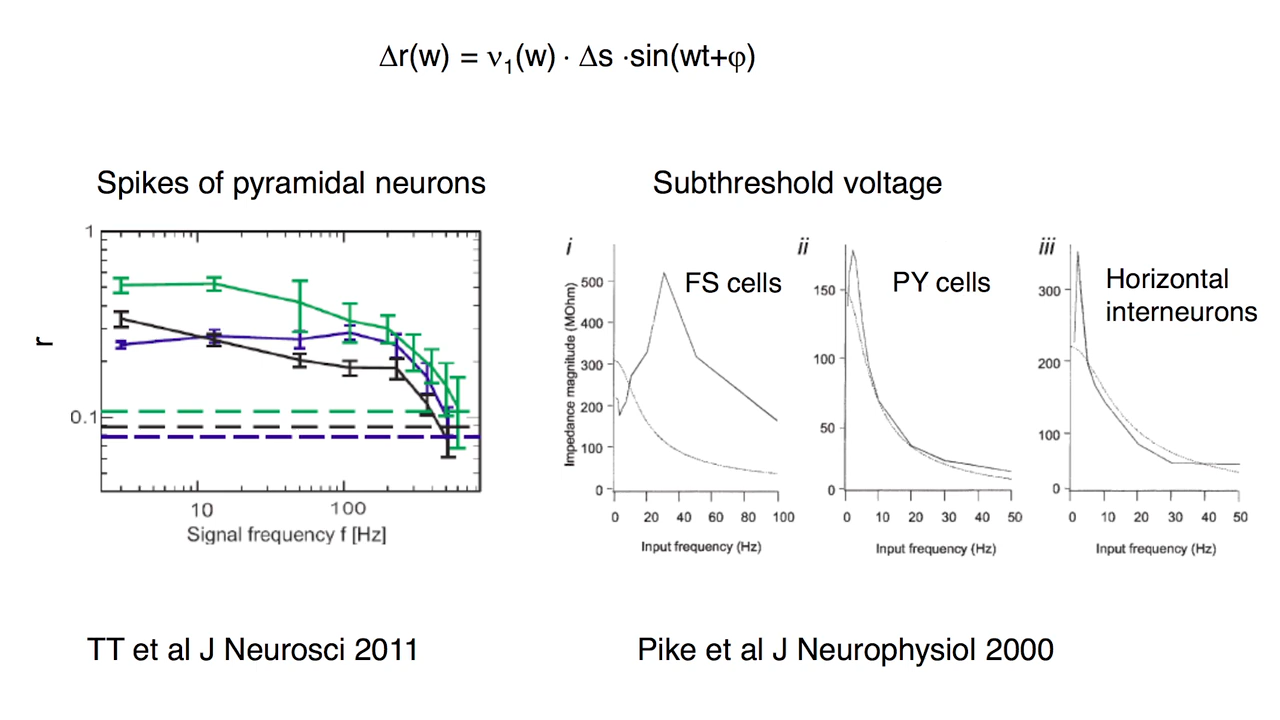 Δr(w) = ν₁(w) · Δs ·sin(wt+φ)
Spikes of pyramidal neurons
Subthreshold voltage
1
0.1
r
10
100
Signal frequency f [Hz]
i
FS cells
Impedance magnitude (MOhm)
500
400
300
200
100
0
0 20 40 60 80 100
Input frequency (Hz)
ii
PY cells
150
100
50
0
0 10 20 30 40 50
Input frequency (Hz)
iii
Horizontal
interneurons
300
200
100
0
0 10 20 30 40 50
Input frequency (Hz)
TT et al J Neurosci 2011
Pike et al J Neurophysiol 2000